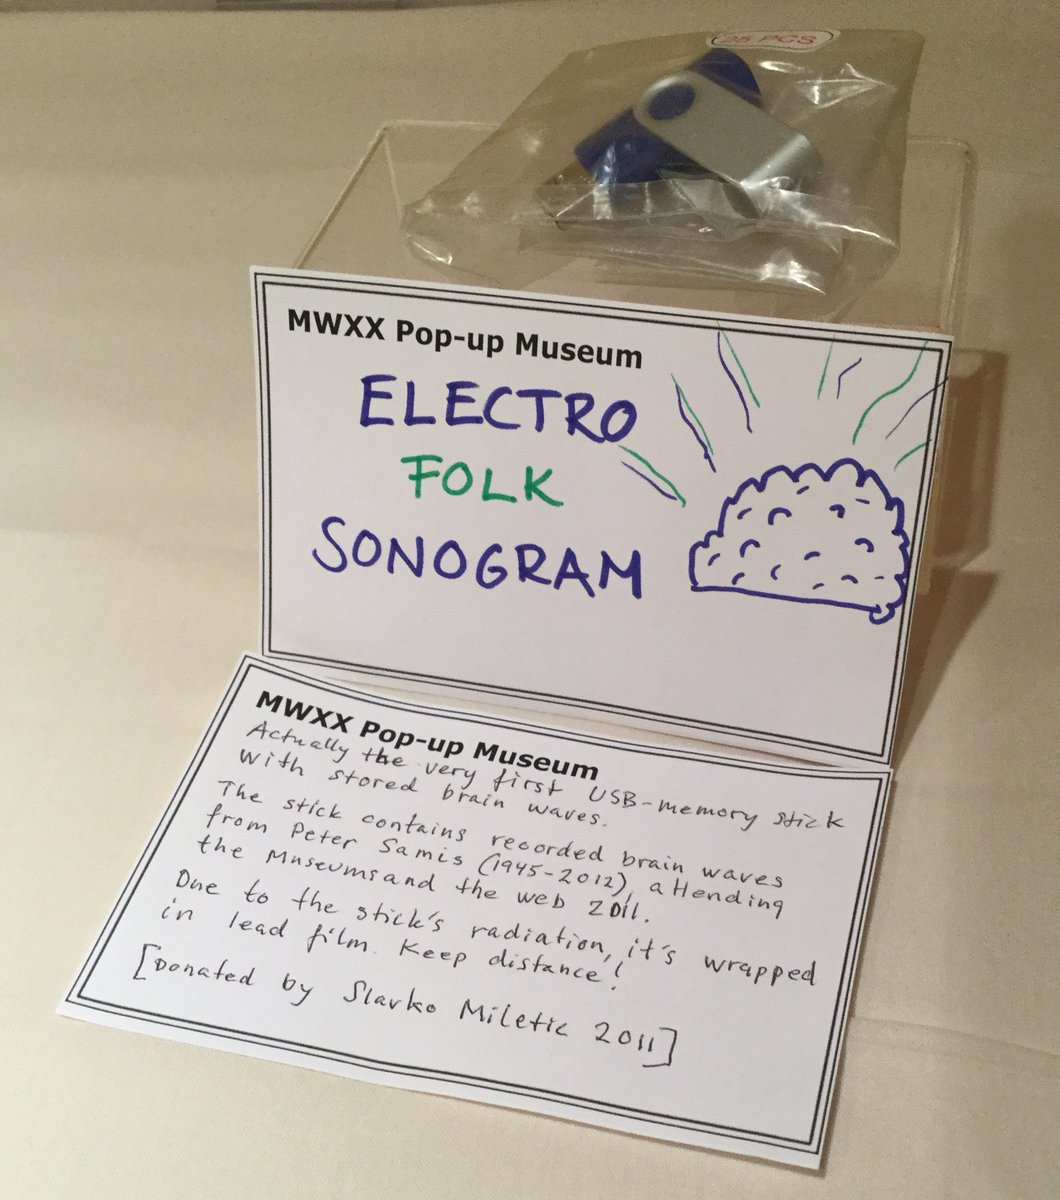 25 PCS
MWXX Pop-up Museum
ELECTRO
FOLK
SONOGRAM
MWXX Pop-up Museum
Actually the very first USB-memory stick
with stored brain waves.
The stick contains recorded brain waves
from Peter Samis (1945-2012), attending
the Museums and the web 2011.
Due to the stick's radiation, it's wrapped
in lead film. Keep distance!
[Donated by Slavko Miletic 2011]